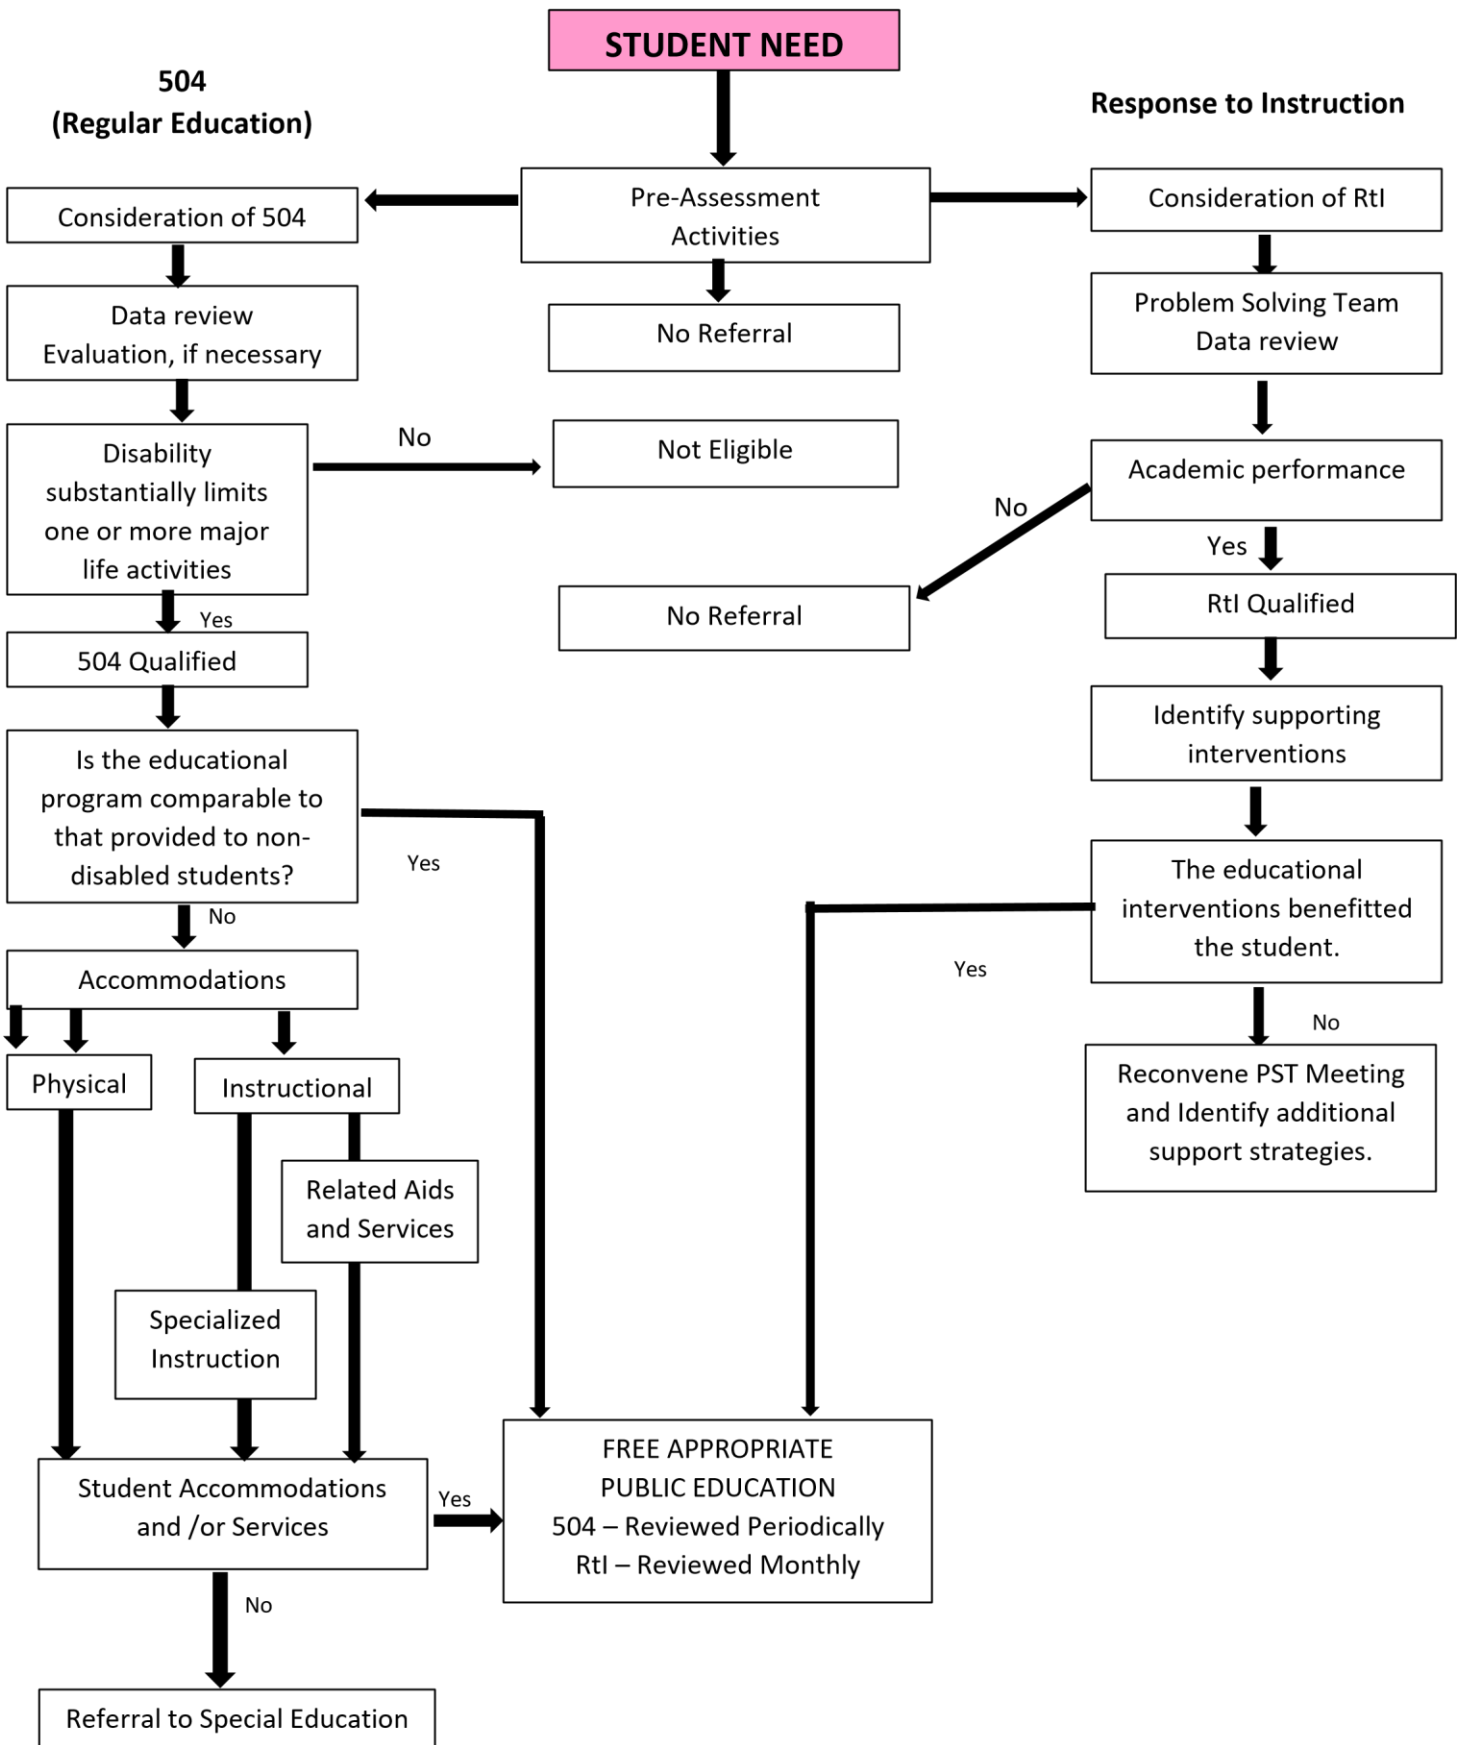 STUDENT NEED
504
(Regular Education)
Response to Instruction
Consideration of 504
Pre-Assessment
Activities
Consideration of RtI
Data review
Evaluation, if necessary
No Referral
Problem Solving Team
Data review
Disability
substantially limits
one or more major
life activities
No
Not Eligible
Academic performance
No
Yes
Yes
No Referral
RtI Qualified
504 Qualified
Identify supporting
interventions
Is the educational
program comparable to
that provided to non-
disabled students?
Yes
The educational
interventions benefitted
the student.
No
Yes
Accommodations
No
Physical
Instructional
Reconvene PST Meeting
and Identify additional
support strategies.
Related Aids
and Services
Specialized
Instruction
Student Accommodations
and /or Services
Yes
FREE APPROPRIATE
PUBLIC EDUCATION
504 – Reviewed Periodically
RtI – Reviewed Monthly
No
Referral to Special Education